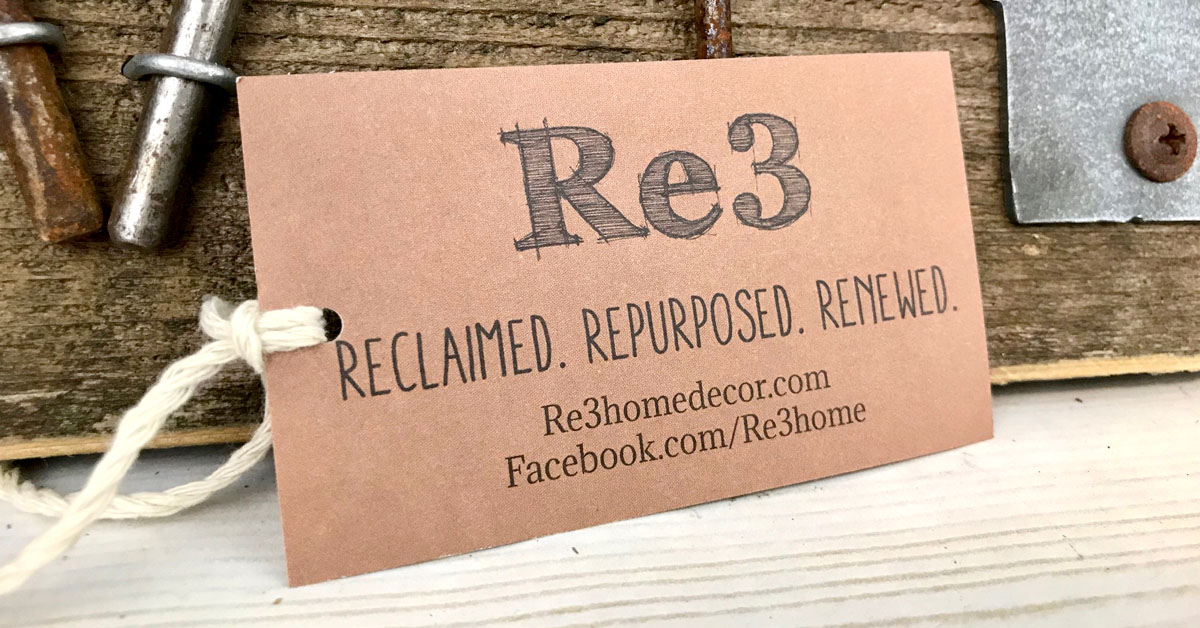 Re3
RECLAIMED. REPURPOSED. RENEWED.
Re3homedecor.com
Facebook.com/Re3home